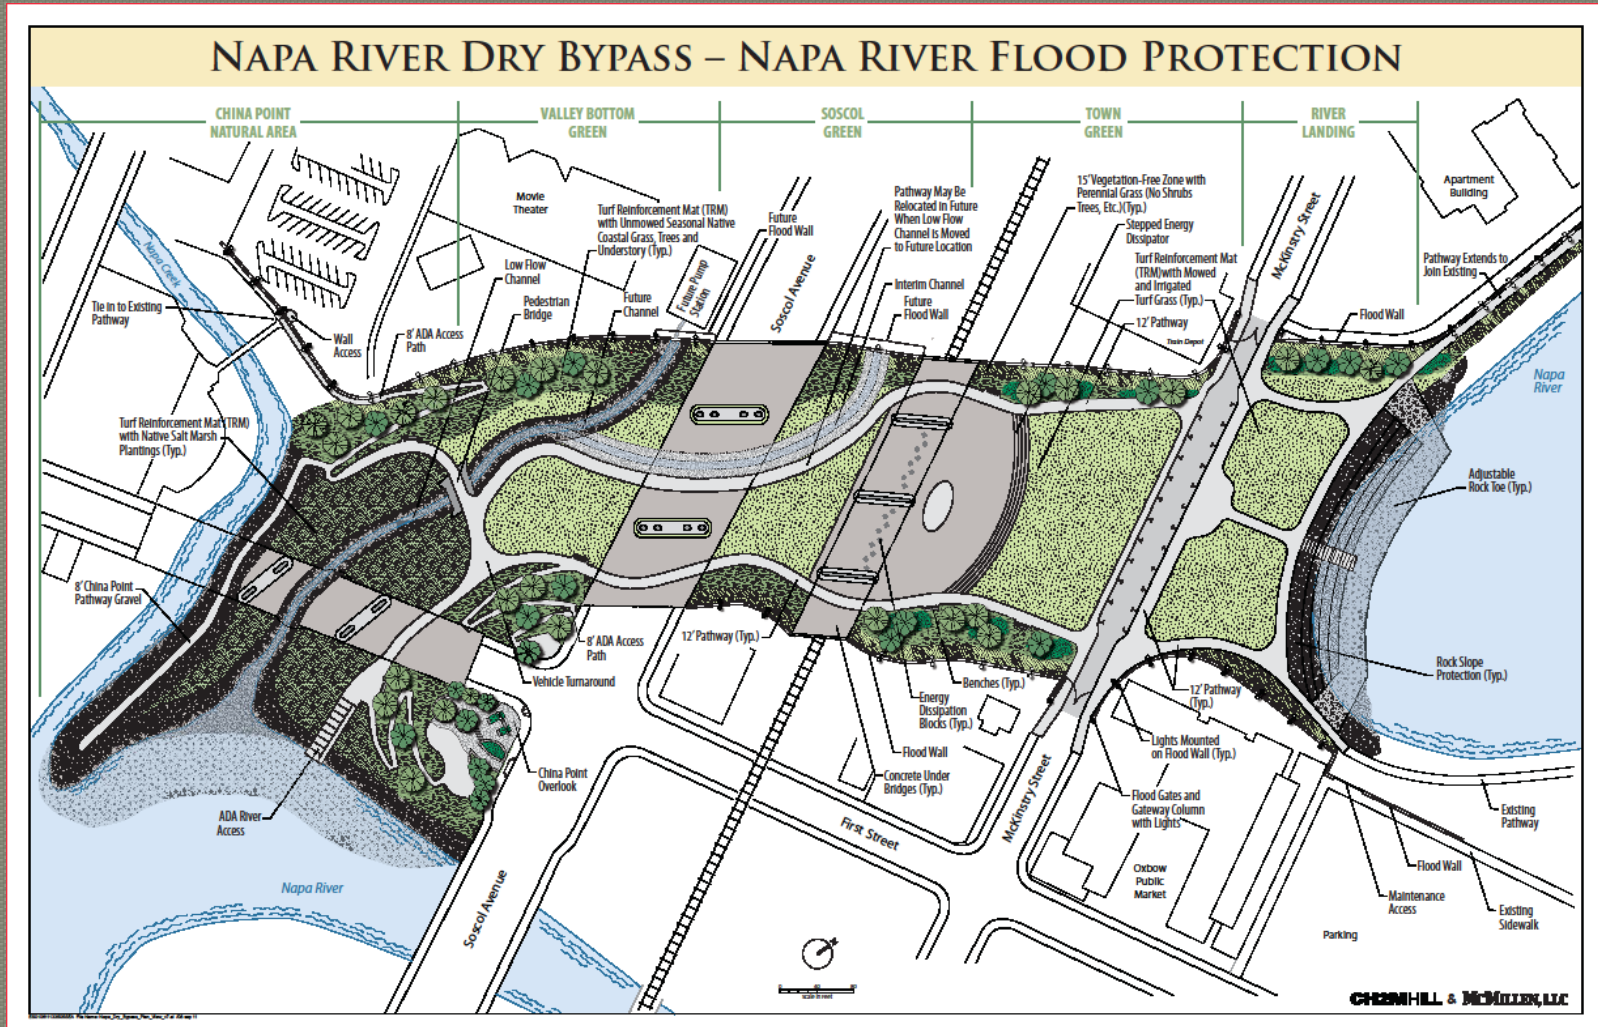 NAPA RIVER DRY BYPASS – NAPA RIVER FLOOD PROTECTION
CHINA POINT
NATURAL AREA
VALLEY BOTTOM
GREEN
SOSCOL
GREEN
TOWN
GREEN
RIVER
LANDING
Movie
Theater
Turf Reinforcement Mat (TRM)
with Unmowed Seasonal Native
Coastal Grass, Trees and
Understory (Typ.)
Future
Flood Wall
Pathway May Be
Relocated in Future
When Low Flow
Channel is Moved
to Future Location
15' Vegetation-Free Zone with
Perennial Grass (No Shrubs
Trees, Etc.)(Typ.)
Stepped Energy
Dissipator
Turf Reinforcement Mat
(TRM)with Mowed
and Irrigated
Turf Grass (Typ.)
12' Pathway
Train Depot
McKinstry Street
Apartment
Building
Pathway Extends to
Join Existing
Flood Wall
Napa
River
Napa Creek
Low Flow
Channel
Pedestrian
Bridge
Future
Channel
Future Pump
Station
Soscol Avenue
Interim Channel
Future
Flood Wall
Tie in to Existing
Pathway
Wall
Access
8' ADA Access
Path
Turf Reinforcement Mat (TRM)
with Native Salt Marsh
Plantings (Typ.)
Adjustable
Rock Toe (Typ.)
8' China Point
Pathway Gravel
8' ADA Access
Path
Vehicle Turnaround
12' Pathway (Typ.)
Benches (Typ.)
Energy
Dissipation
Blocks (Typ.)
Flood Wall
Concrete Under
Bridges (Typ.)
12' Pathway
(Typ.)
Rock Slope
Protection (Typ.)
Lights Mounted
on Flood Wall (Typ.)
Flood Gates and
Gateway Column
with Lights
China Point
Overlook
ADA River
Access
McKinstry Street
First Street
Oxbow
Public
Market
Existing
Pathway
Flood Wall
Maintenance
Access
Existing
Sidewalk
Napa River
Soscol Avenue
Parking
0 40 80
scale in feet
CH2MHILL & McMILLEN, LLC